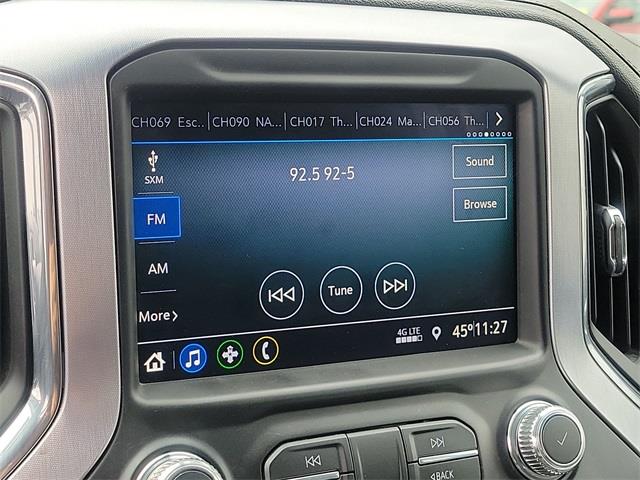 CH069 Esc.. CH090 NA... CH017 Th... CH024 Ma... CH056 Th...
SXM
92.5 92-5
Sound
FM
Browse
AM
Tune
More
4G LTE
45° 11:27
BACK